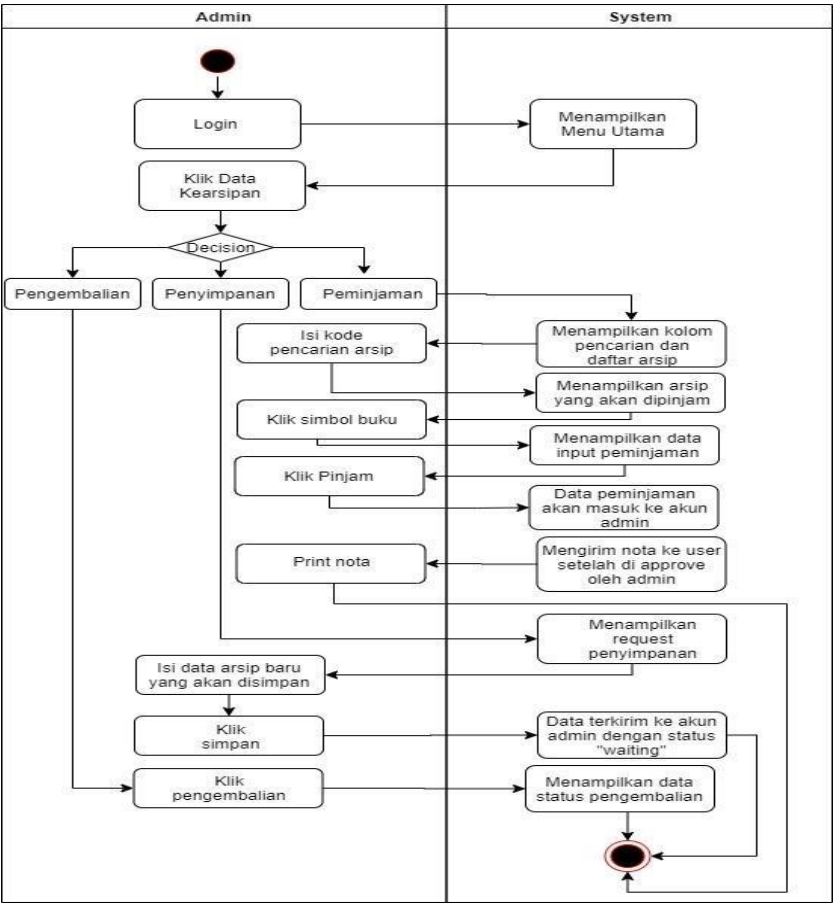 Admin
System
Login
Menampilkan
Menu Utama
Klik Data
Kearsipan
Decision
Pengembalian
Penyimpanan
Peminjaman
Isi kode
pencarian arsip
Menampilkan kolom
pencarian dan
daftar arsip
Menampilkan arsip
yang akan dipinjam
Klik simbol buku
Menampilkan data
input peminjaman
Klik Pinjam
Data peminjaman
akan masuk ke akun
admin
Print nota
Mengirim nota ke user
setelah di approve
oleh admin
Menampilkan
request
penyimpanan
Isi data arsip baru
yang akan disimpan
Klik
simpan
Data terkirim ke akun
admin dengan status
"waiting"
Klik
pengembalian
Menampilkan data
status pengembalian